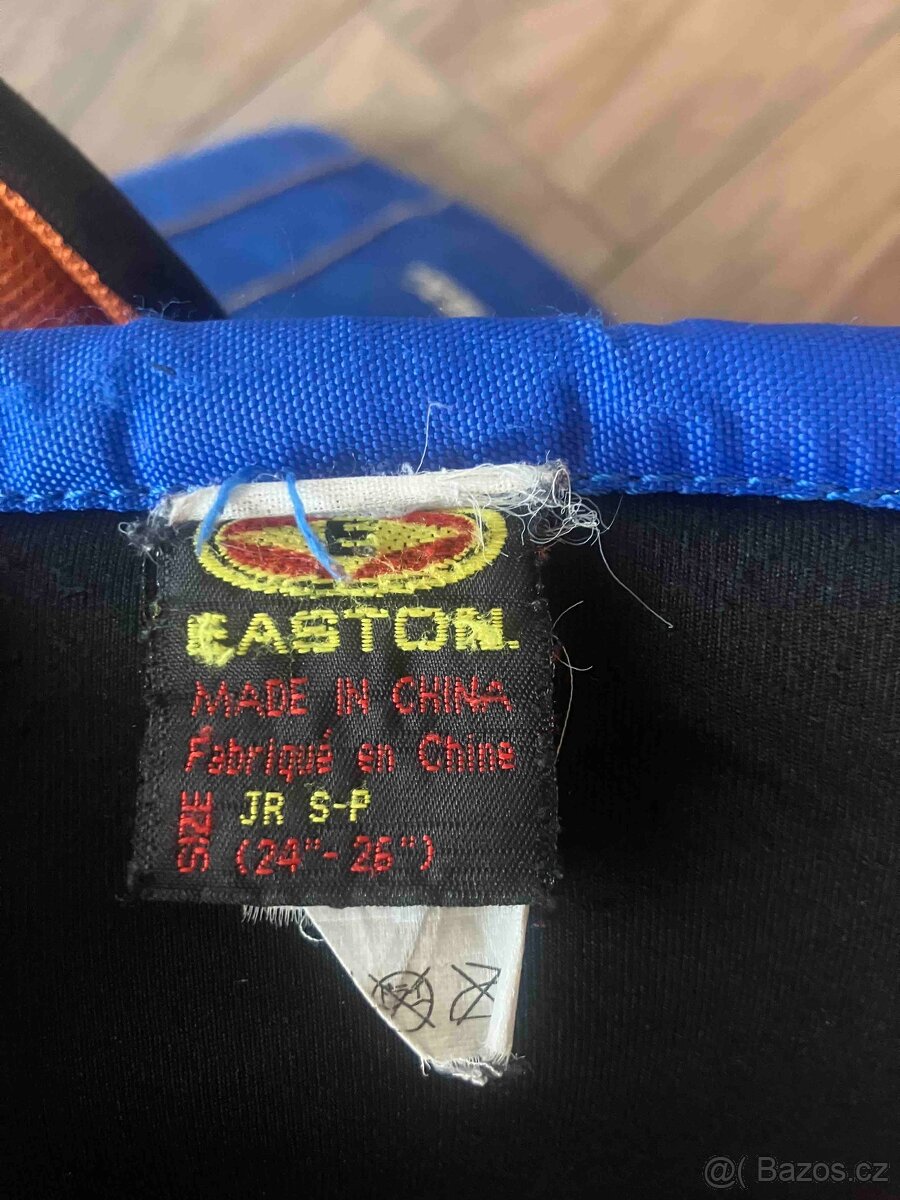 E
EASTON.
MADE IN CHINA
Fabriqué en Chine
SIZE
JR S-P
(24"-26")
@( Bazos.cz